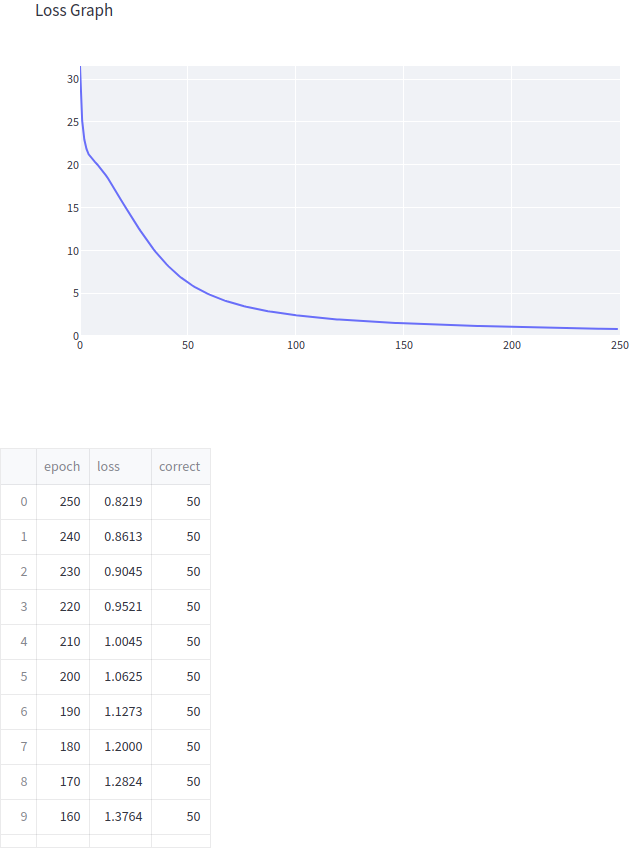 Loss Graph
30
25
20
15
10
5
0
0 50 100 150 200 250
epoch loss correct
0 250 0.8219 50
1 240 0.8613 50
2 230 0.9045 50
3 220 0.9521 50
4 210 1.0045 50
5 200 1.0625 50
6 190 1.1273 50
7 180 1.2000 50
8 170 1.2824 50
9 160 1.3764 50